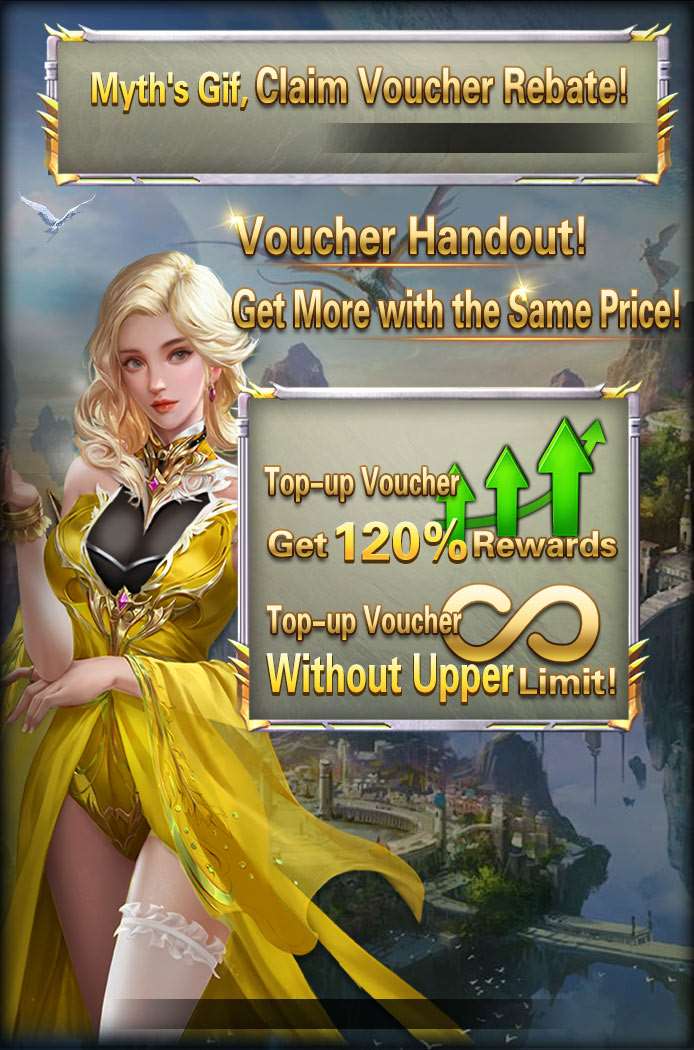 Myth's Gif, Claim Voucher Rebate!
Voucher Handout!
Get More with the Same Price!
Top-up Voucher
Get 120% Rewards
Top-up Voucher
Without Upper Limit!